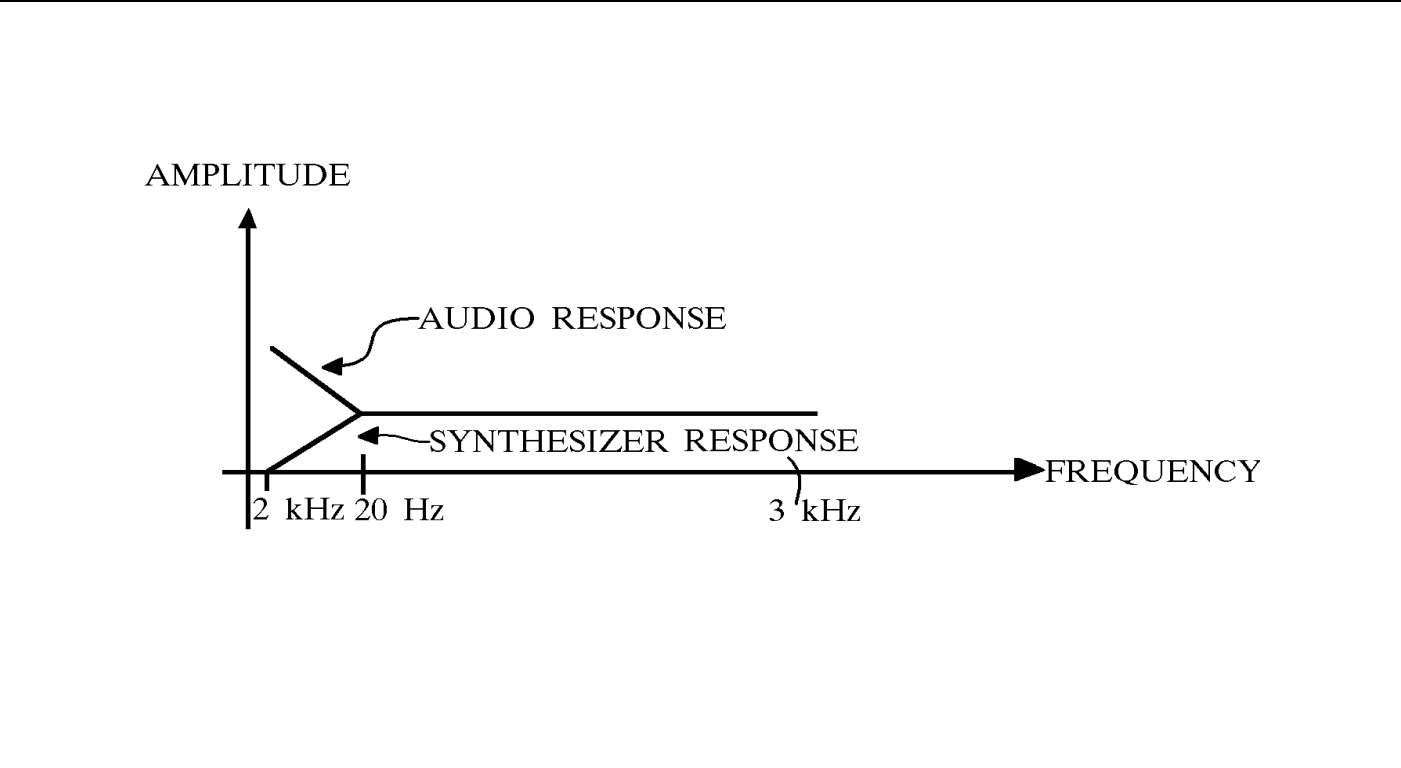 AMPLITUDE
AUDIO RESPONSE
SYNTHESIZER RESPONSE
FREQUENCY
2 kHz 20 Hz 3 kHz